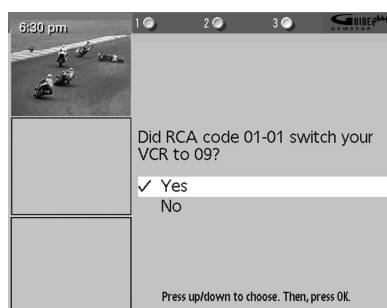 6:30 pm
1 2 3 GUIDE Plus+
GEMSTAR
Did RCA code 01-01 switch your
VCR to 09?
✓ Yes
No
Press up/down to choose. Then, press OK.